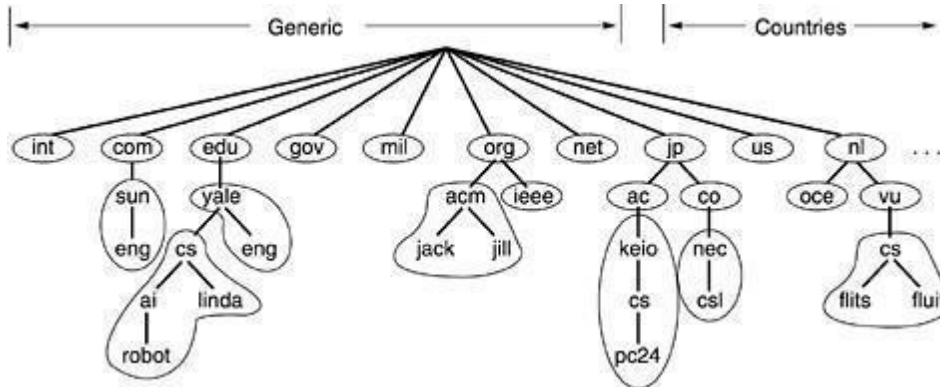 Generic Countries
int com edu gov mil org net jp us nl ...
sun yale acm ieee ac co oce vu
eng cs eng jack jill keio nec cs
ai linda cs csl flits flui
robot pc24